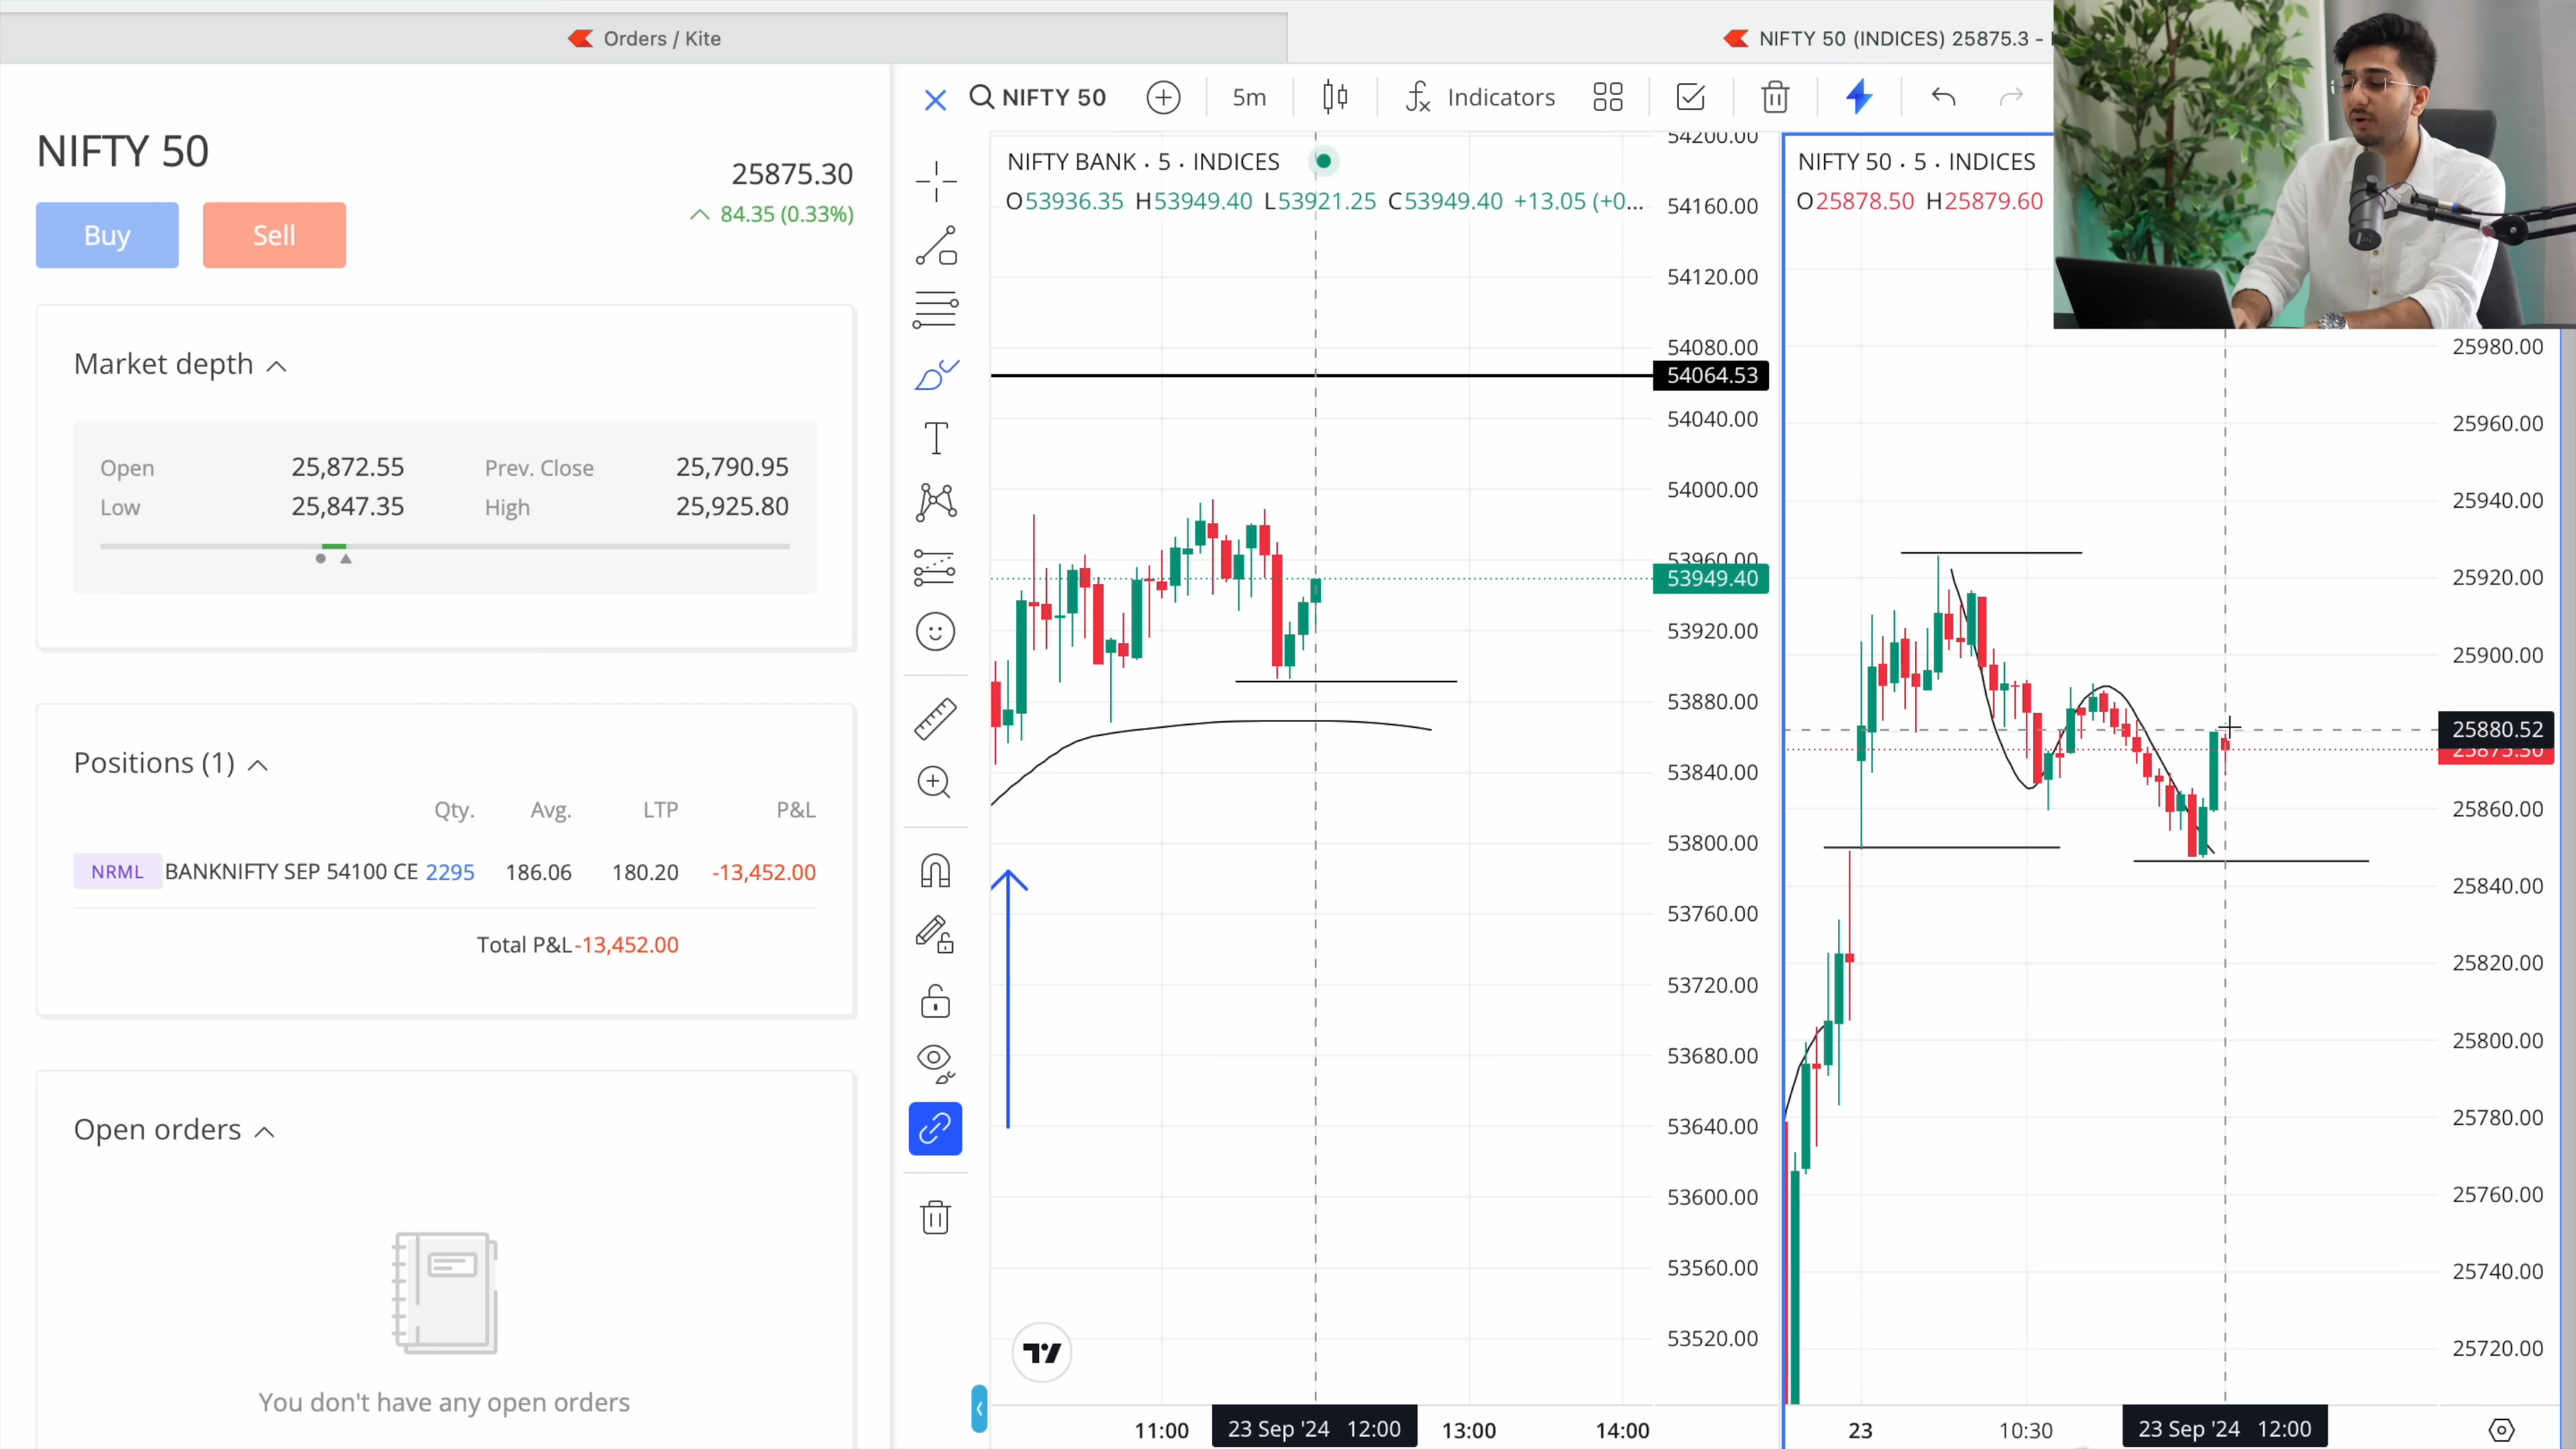 Orders / Kite
NIFTY 50 (INDICES) 25875.3 -
NIFTY 50
25875.30
84.35 (0.33%)
Buy
Sell
Market depth
Open 25,872.55 Prev. Close 25,790.95
Low 25,847.35 High 25,925.80
Positions (1)
Qty. Avg. LTP P&L
NRML BANKNIFTY SEP 54100 CE 2295 186.06 180.20 -13,452.00
Total P&L-13,452.00
Open orders
You don't have any open orders
NIFTY 50 5m Indicators
NIFTY BANK · 5 · INDICES
O53936.35 H53949.40 L53921.25 C53949.40 +13.05 (+0...
54200.00
54160.00
54120.00
54080.00
54064.53
54040.00
54000.00
53960.00
53949.40
53920.00
53880.00
53840.00
53800.00
53760.00
53720.00
53680.00
53640.00
53600.00
53560.00
53520.00
11:00 23 Sep '24 12:00 13:00 14:00
NIFTY 50 · 5 · INDICES
O25878.50 H25879.60
25980.00
25960.00
25940.00
25920.00
25900.00
25880.52
25875.30
25860.00
25840.00
25820.00
25800.00
25780.00
25760.00
25740.00
25720.00
23 10:30 23 Sep '24 12:00